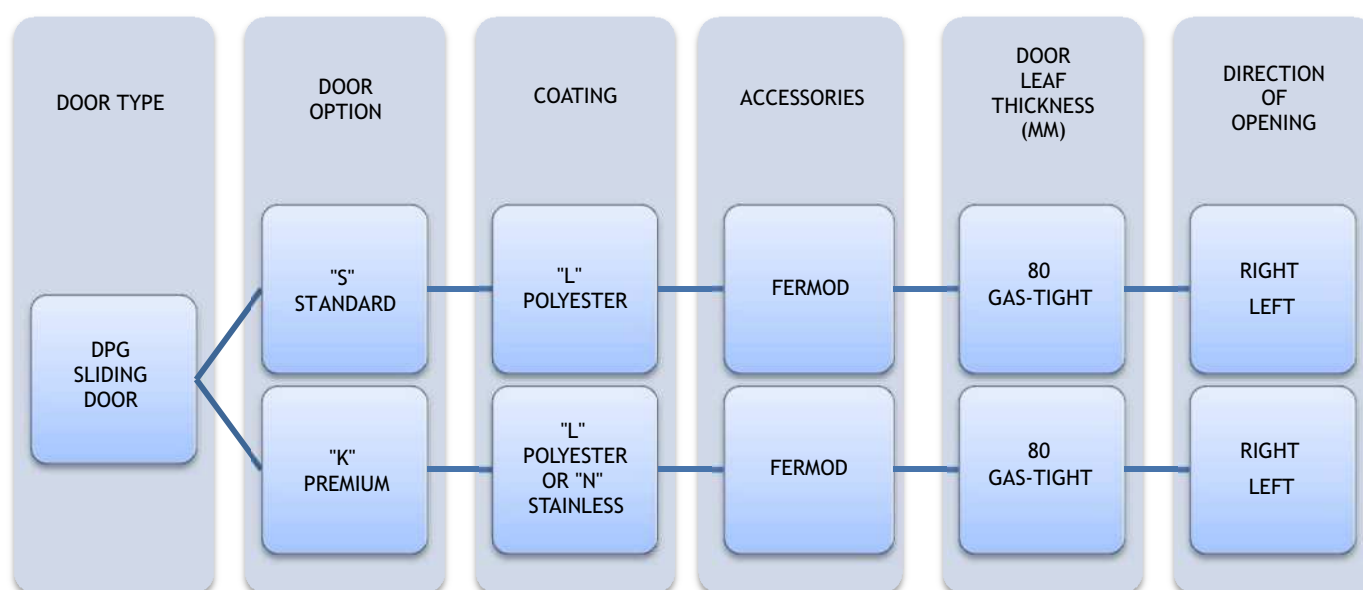 DOOR TYPE
DOOR
OPTION
COATING
ACCESSORIES
DOOR
LEAF
THICKNESS
(MM)
DIRECTION
OF
OPENING
DPG
SLIDING
DOOR
"S"
STANDARD
"L"
POLYESTER
FERMOD
80
GAS-TIGHT
RIGHT
LEFT
"K"
PREMIUM
"L"
POLYESTER
OR "N"
STAINLESS
FERMOD
80
GAS-TIGHT
RIGHT
LEFT